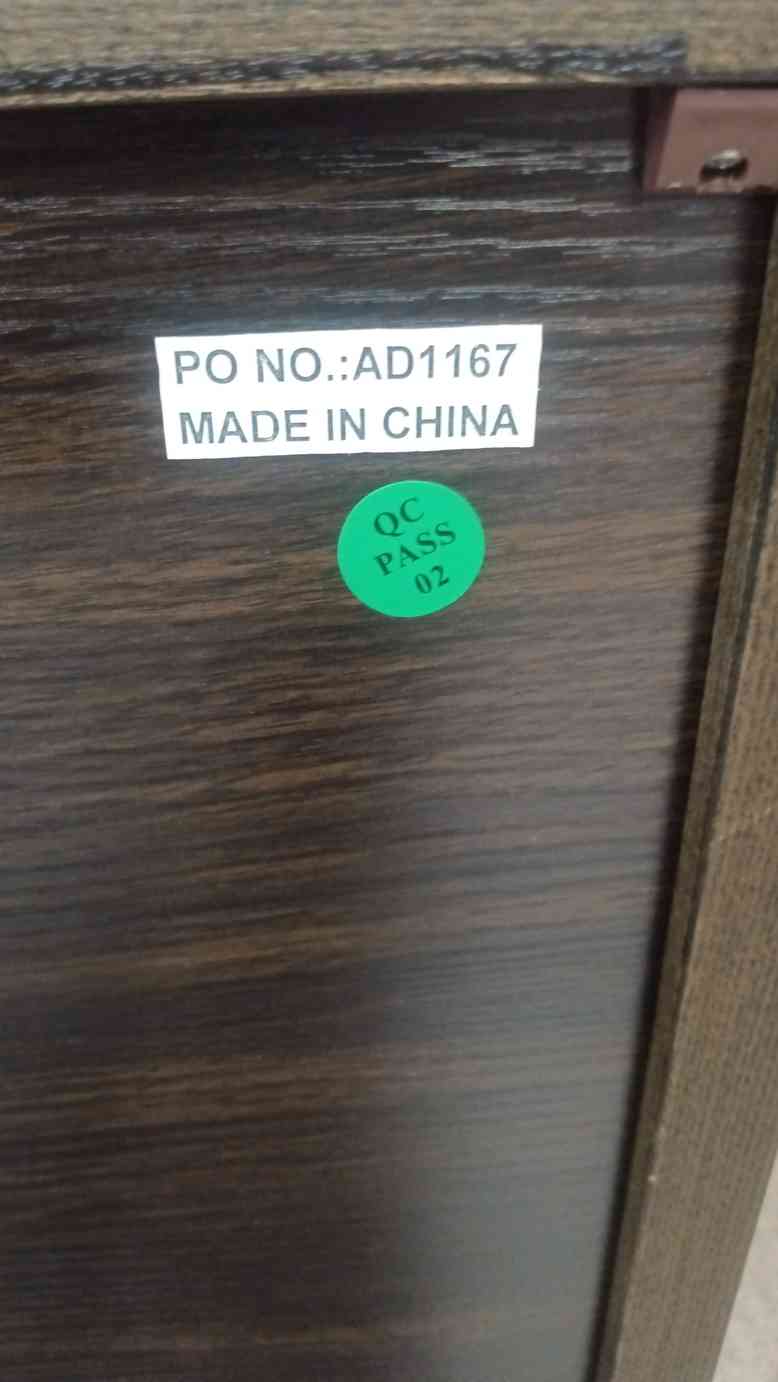 PO NO.:AD1167
MADE IN CHINA
QC
PASS
02